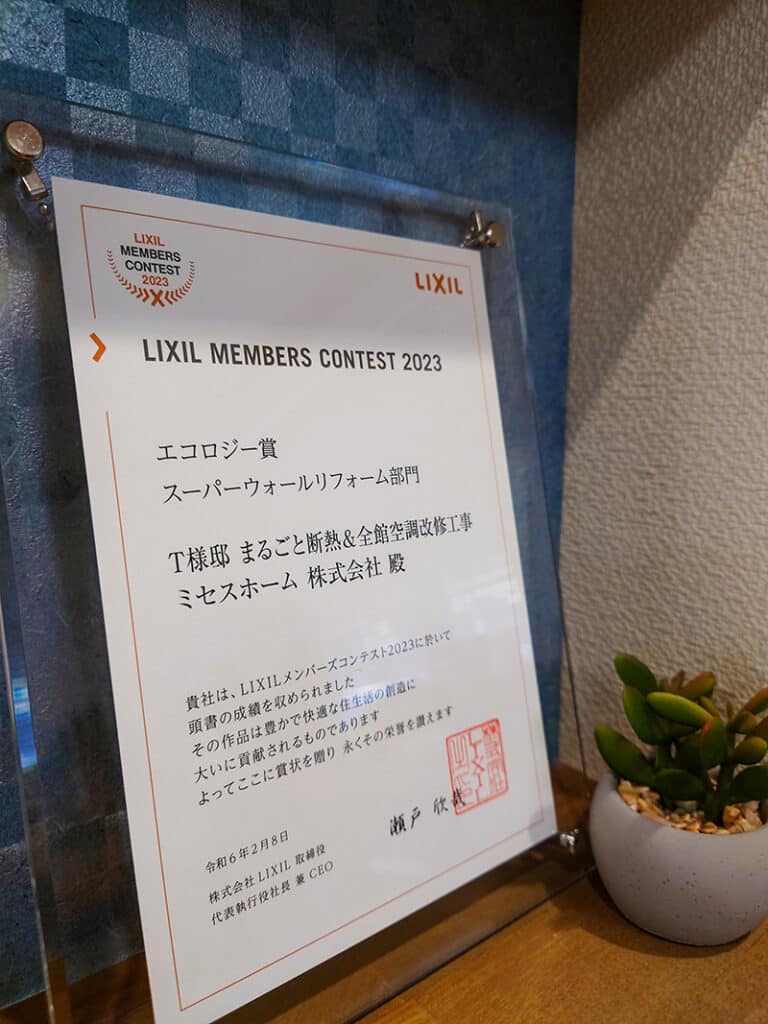 LIXIL
MEMBERS
CONTEST
2023
LIXIL
LIXIL MEMBERS CONTEST 2023
エコロジー賞
スーパーウォールリフォーム部門
T様邸 まるごと断熱&全館空調改修工事
ミセスホーム 株式会社 殿
貴社は、LIXILメンバーズコンテスト2023に於いて
頭書の成績を収められました
その作品は豊かで快適な住生活の創造に
大いに貢献されるものであります
よってここに賞状を贈り 永くその栄誉を讃えます
令和6年2月8日
株式会社 LIXIL 取締役
代表執行役社長 兼 CEO
瀬戸 欣哉